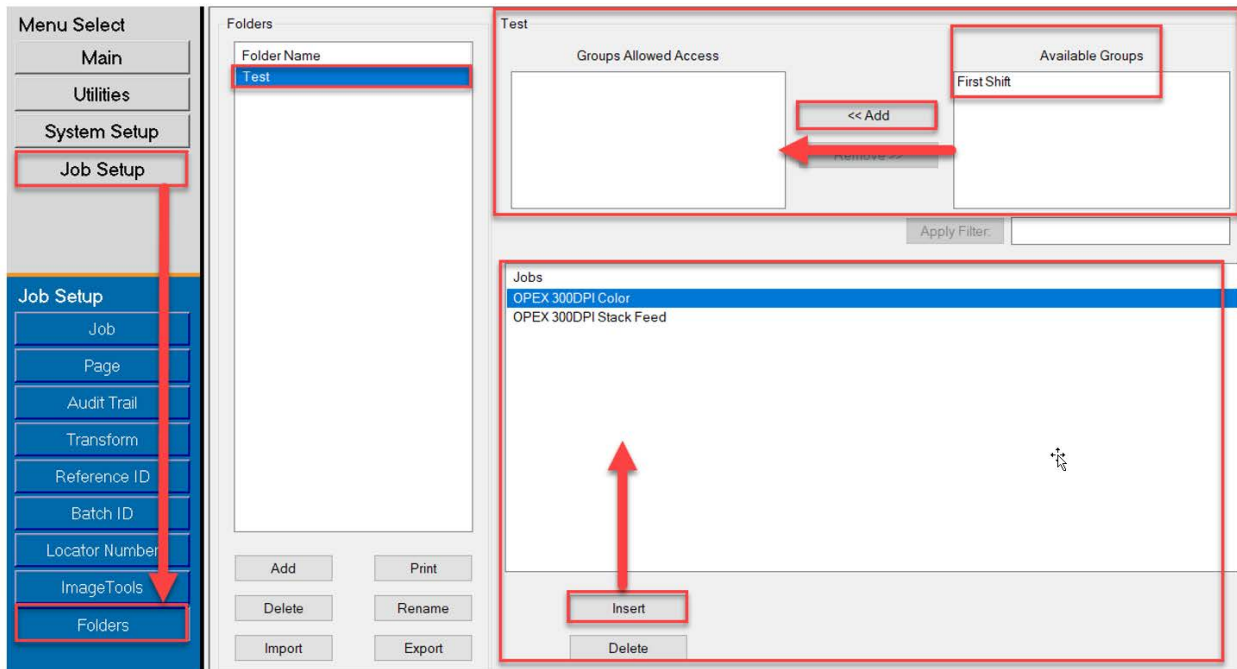 Menu Select
Main
Utilities
System Setup
Job Setup
Job Setup
Job
Page
Audit Trail
Transform
Reference ID
Batch ID
Locator Number
ImageTools
Folders
Folders
Folder Name
Test
Add
Print
Delete
Rename
Import
Export
Test
Groups Allowed Access
Available Groups
First Shift
<< Add
Remove >>
Apply Filter:
Jobs
OPEX 300DPI Color
OPEX 300DPI Stack Feed
Insert
Delete